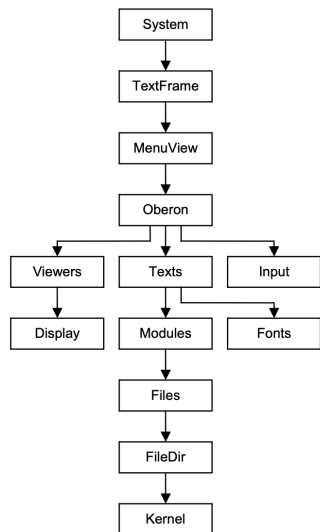 System
TextFrame
MenuView
Oberon
Viewers
Texts
Input
Display
Modules
Fonts
Files
FileDir
Kernel